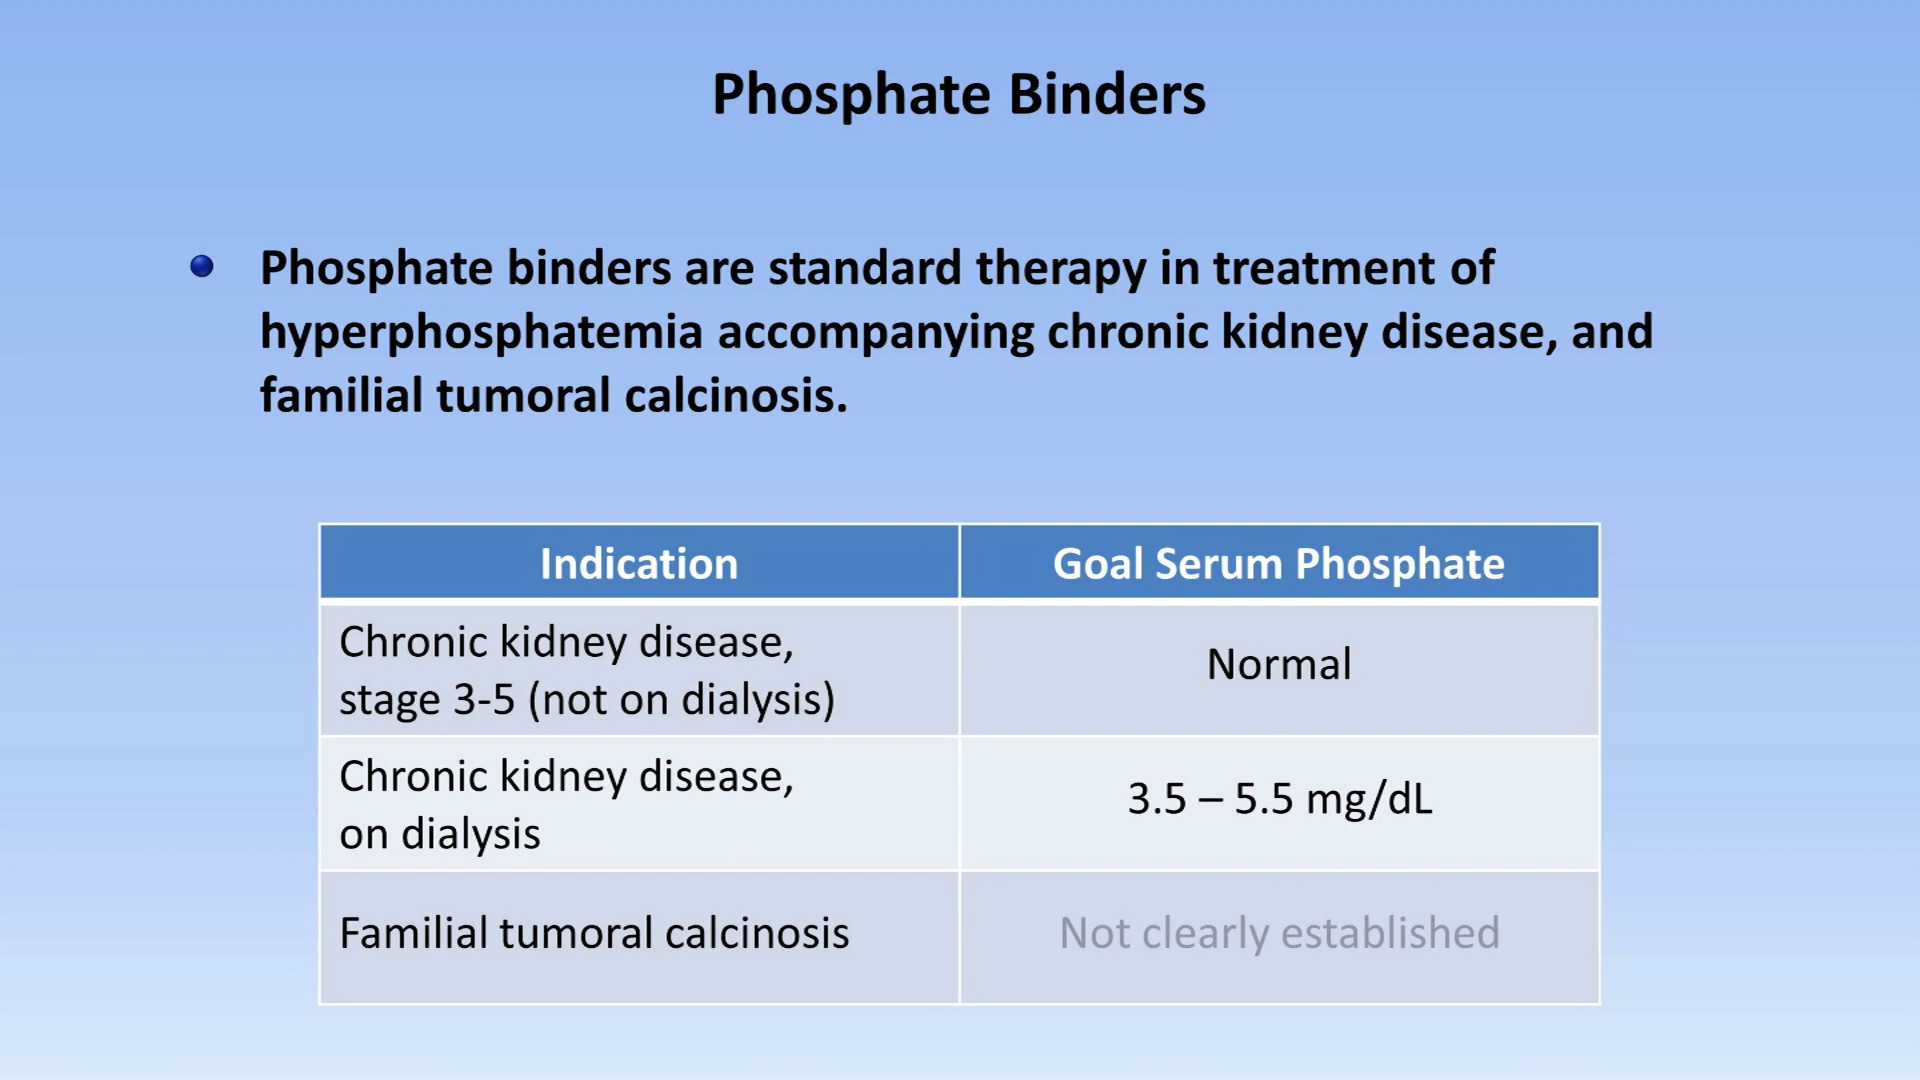 Phosphate Binders
Phosphate binders are standard therapy in treatment of
hyperphosphatemia accompanying chronic kidney disease, and
familial tumoral calcinosis.
Indication
Goal Serum Phosphate
Chronic kidney disease,
stage 3-5 (not on dialysis)
Normal
Chronic kidney disease,
on dialysis
3.5 – 5.5 mg/dL
Familial tumoral calcinosis
Not clearly established